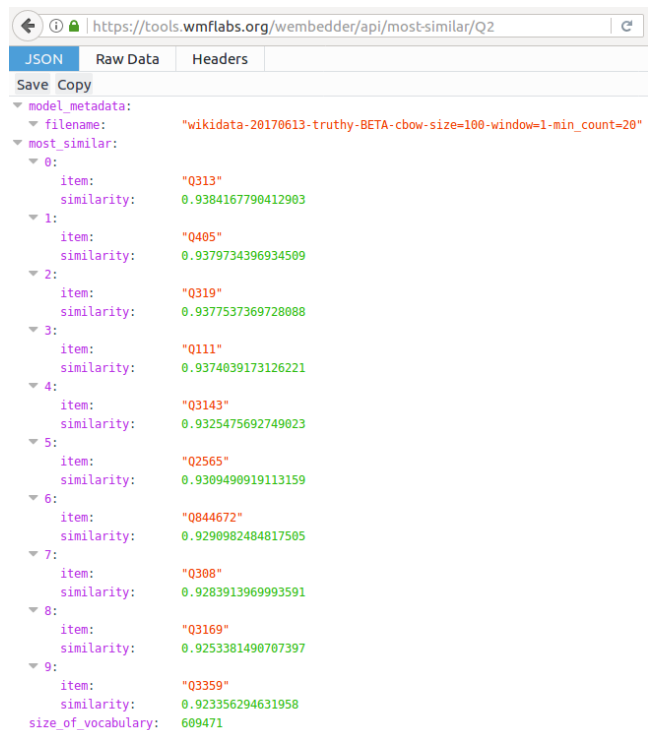 https://tools.wmflabs.org/wembedder/api/most-similar/Q2
JSON Raw Data Headers
Save Copy
model_metadata:
filename: "wikidata-20170613-truthy-BETA-cbow-size=100-window=1-min_count=20"
most_similar:
0:
item: "Q313"
similarity: 0.9384167790412903
1:
item: "Q405"
similarity: 0.9379734396934509
2:
item: "Q319"
similarity: 0.9377537369728088
3:
item: "Q111"
similarity: 0.9374039173126221
4:
item: "Q3143"
similarity: 0.9325475692749023
5:
item: "Q2565"
similarity: 0.9309490919113159
6:
item: "Q844672"
similarity: 0.9290982484817505
7:
item: "Q308"
similarity: 0.9283913969993591
8:
item: "Q3169"
similarity: 0.9253381490707397
9:
item: "Q3359"
similarity: 0.923356294631958
size_of_vocabulary: 609471